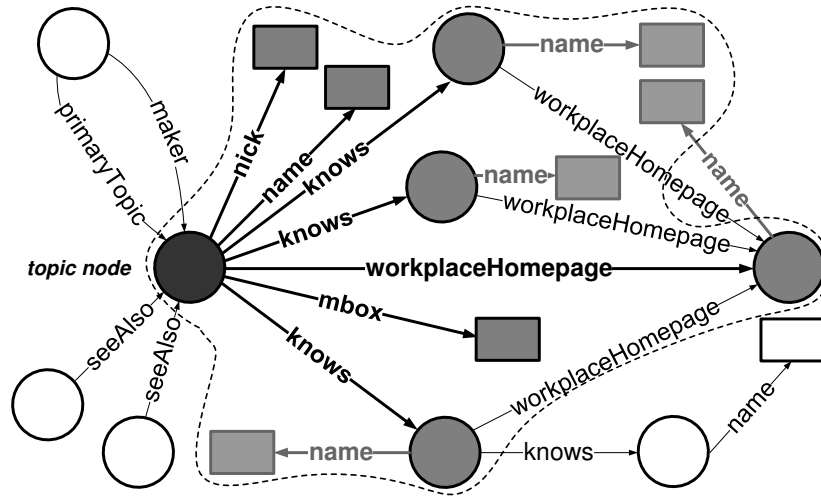 name
maker
primaryTopic
nick
name
knows
workplaceHomepage
name
name
workplaceHomepage
knows
topic node
workplaceHomepage
mbox
seeAlso
seeAlso
knows
workplaceHomepage
name
name
knows